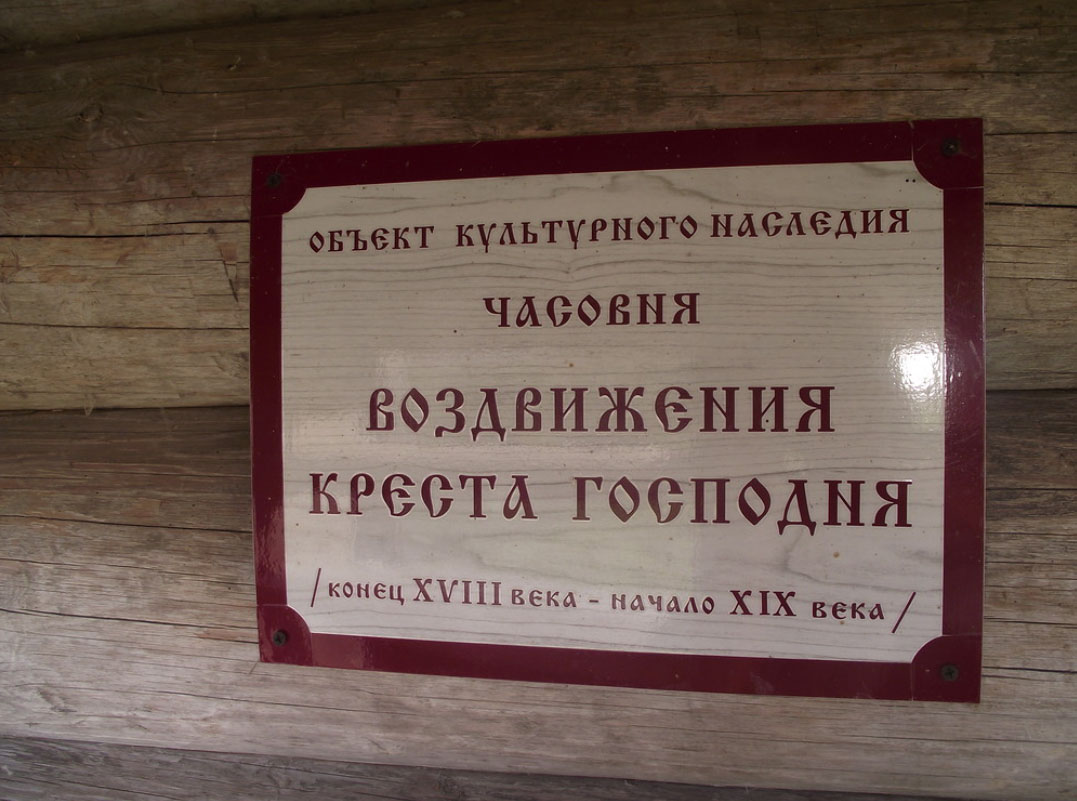 ОБЪЕКТ КУЛЬТУРНОГО НАСЛЕДИЯ
ЧАСОВНЯ
ВОЗДВИЖЕНИЯ
КРЕСТА ГОСПОДНЯ
/конец XVIII века - начало XIX века/